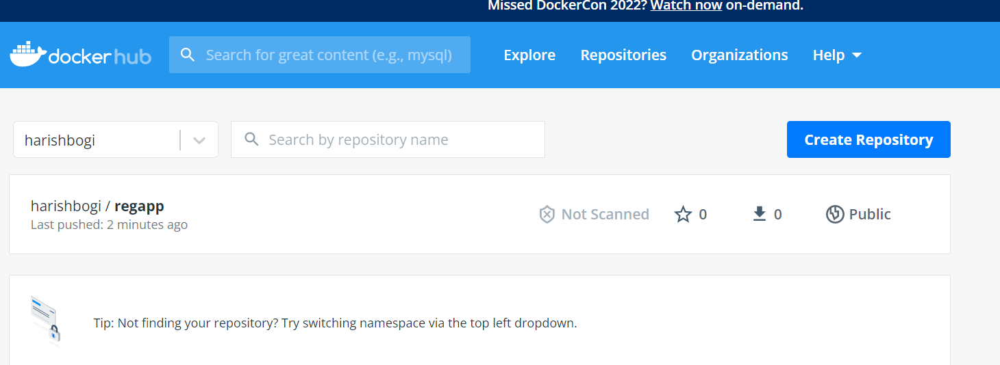 Missed DockerCon 2022? Watch now on-demand.
dockerhub Search for great content (e.g., mysql) Explore Repositories Organizations Help
harishbogi Search by repository name Create Repository
harishbogi / regapp
Last pushed: 2 minutes ago
Not Scanned 0 0 Public
Tip: Not finding your repository? Try switching namespace via the top left dropdown.